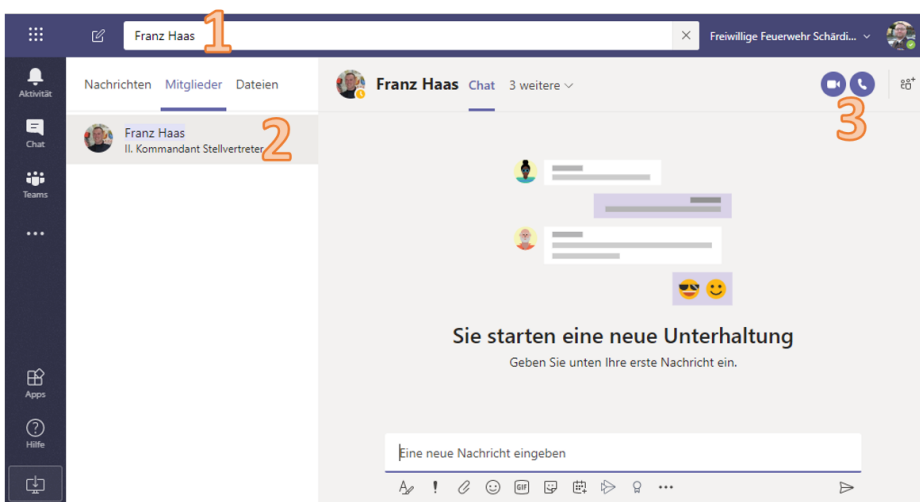 1
Franz Haas
Freiwillige Feuerwehr Schärdi...
Aktivität
Chat
Teams
Apps
Hilfe
Nachrichten Mitglieder Dateien
Franz Haas
II. Kommandant Stellvertreter
2
Franz Haas Chat 3 weitere
3
Sie starten eine neue Unterhaltung
Geben Sie unten Ihre erste Nachricht ein.
Eine neue Nachricht eingeben
GIF